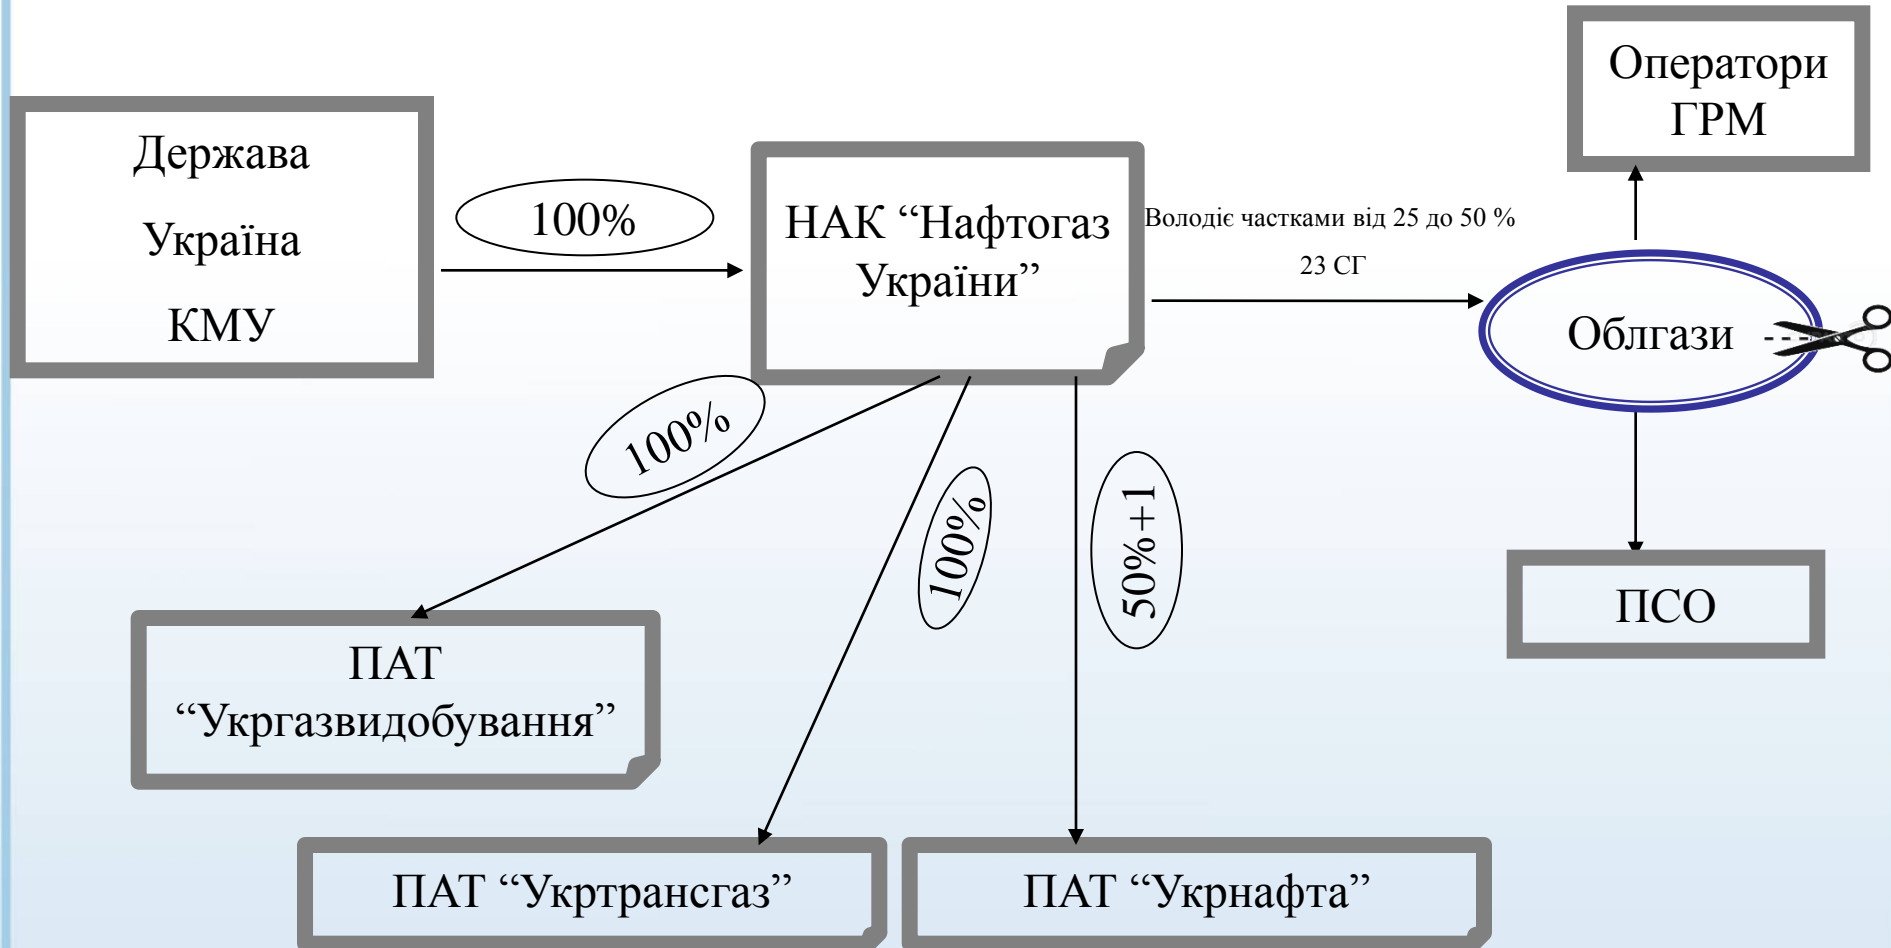 Оператори
ГРМ
Держава
Україна
КМУ
100%
НАК “Нафтогаз
України”
Володіє частками від 25 до 50 %
23 СГ
Облгази
100%
100%
50%+1
ПСО
ПАТ
“Укргазвидобування”
ПАТ “Укртрансгаз”
ПАТ “Укрнафта”